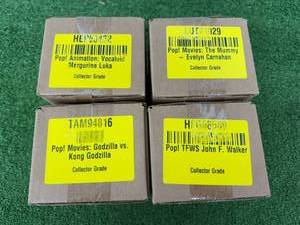 Pop! Animation: Vocaloid
Megurine Luka
Collector Grade
Pop! Movies: The Mummy
– Evelyn Carnahan
Collector Grade
TAM94816
Pop! Movies: Godzilla vs.
Kong Godzilla
Collector Grade
Pop! TFWS John F. Walker
Collector Grade